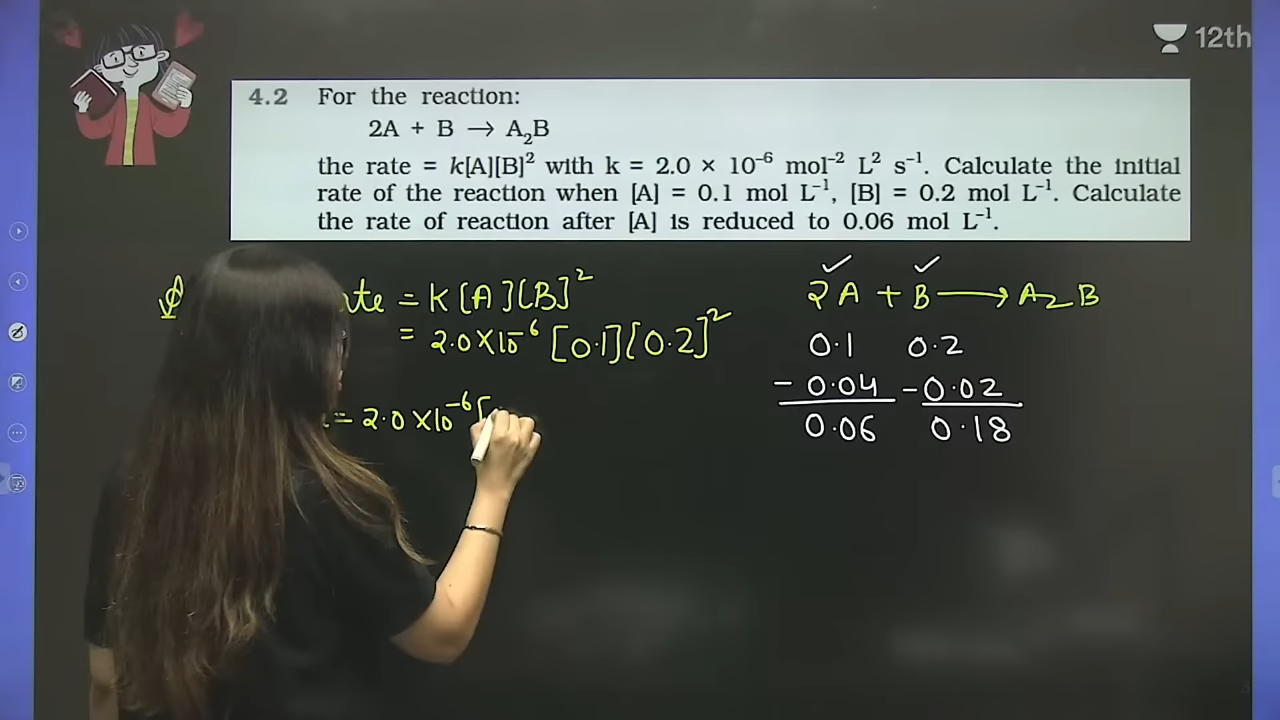 12th
4.2 For the reaction:
2A + B → A₂B
the rate = k[A][B]² with k = 2.0 × 10⁻⁶ mol⁻² L² s⁻¹. Calculate the initial
rate of the reaction when [A] = 0.1 mol L⁻¹, [B] = 0.2 mol L⁻¹. Calculate
the rate of reaction after [A] is reduced to 0.06 mol L⁻¹.
= K[A][B]²
= 2.0×10⁻⁶ [0.1][0.2]²
= 2.0×10⁻⁶[
2A + B ⟶ A2B
0.1 0.2
- 0.04 -0.02
0.06 0.18